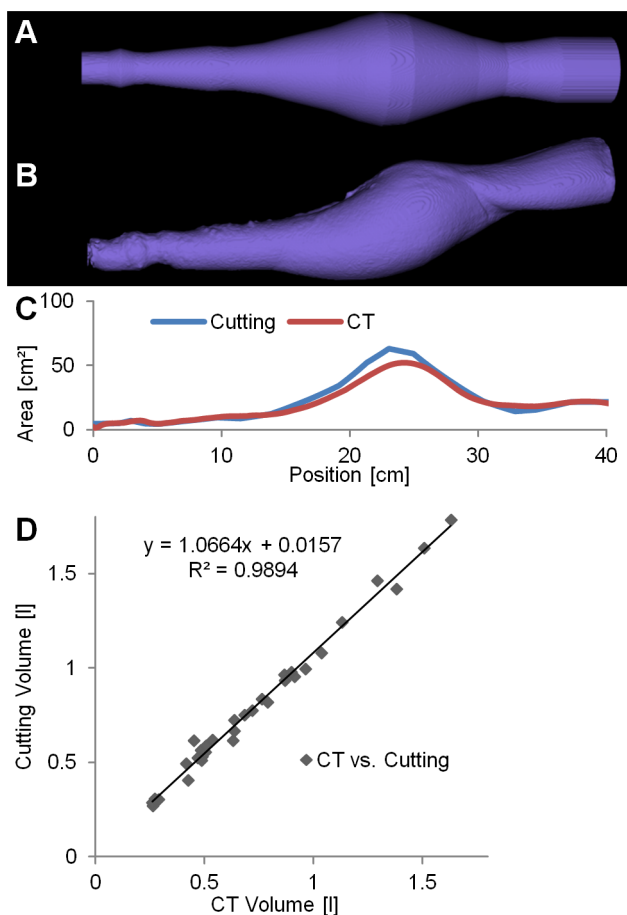 A
B
C
100
50
0
Area [cm²]
Cutting
CT
0
10
20
30
40
Position [cm]
D
y = 1.0664x + 0.0157
R² = 0.9894
1.5
1
0.5
0
Cutting Volume [l]
CT vs. Cutting
0
0.5
1
1.5
CT Volume [l]